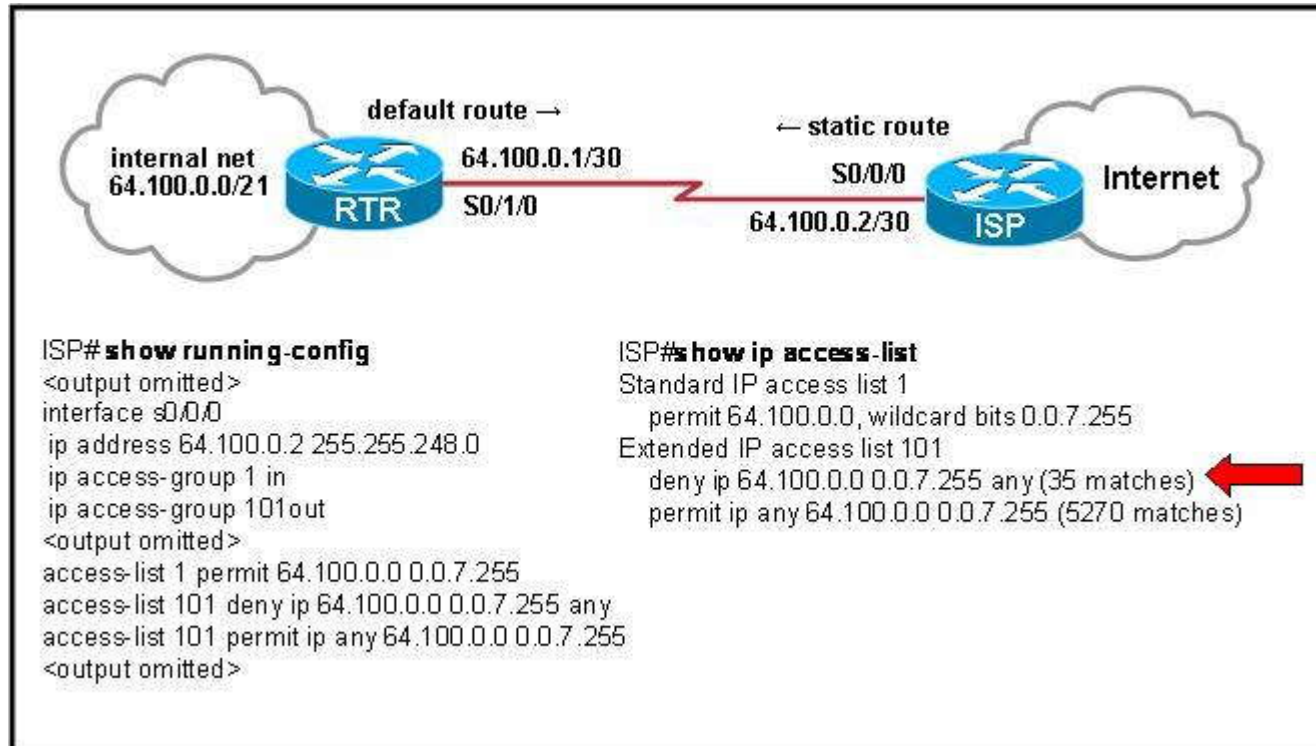 default route →
← static route
internal net
64.100.0.0/21
64.100.0.1/30
S0/0/0
Internet
RTR
S0/1/0
64.100.0.2/30
ISP
ISP# show running-config
<output omitted>
interface s0/0/0
ip address 64.100.0.2 255.255.248.0
ip access-group 1 in
ip access-group 101out
<output omitted>
access-list 1 permit 64.100.0.0 0.0.7.255
access-list 101 deny ip 64.100.0.0 0.0.7.255 any
access-list 101 permit ip any 64.100.0.0 0.0.7.255
<output omitted>
ISP#show ip access-list
Standard IP access list 1
permit 64.100.0.0, wildcard bits 0.0.7.255
Extended IP access list 101
deny ip 64.100.0.0 0.0.7.255 any (35 matches)
permit ip any 64.100.0.0 0.0.7.255 (5270 matches)